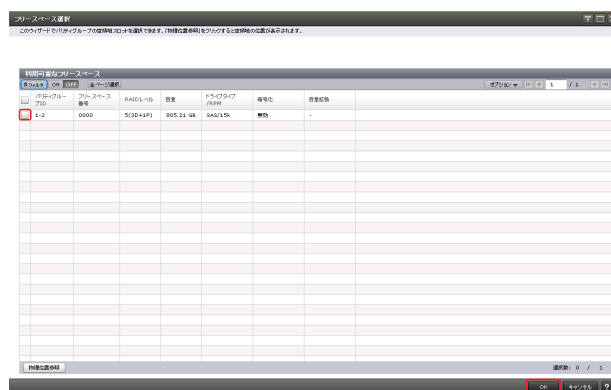 フリースペース選択
このウィザードでパリティグループの空領域スロットを選択できます。「物理位置参照」をクリックすると空領域の位置が表示されます。
利用可能なフリースペース
フィルタ ON OFF 全ページ選択 オプション 1 / 1
パリティグループID フリースペース番号 RAIDレベル 容量 ドライブタイプ/RPM 暗号化 容量拡張
1-2 0000 5(3D+1P) 805.21 GB SAS/15k 無効 -
物理位置参照 選択数: 0 / 1
OK キャンセル ?